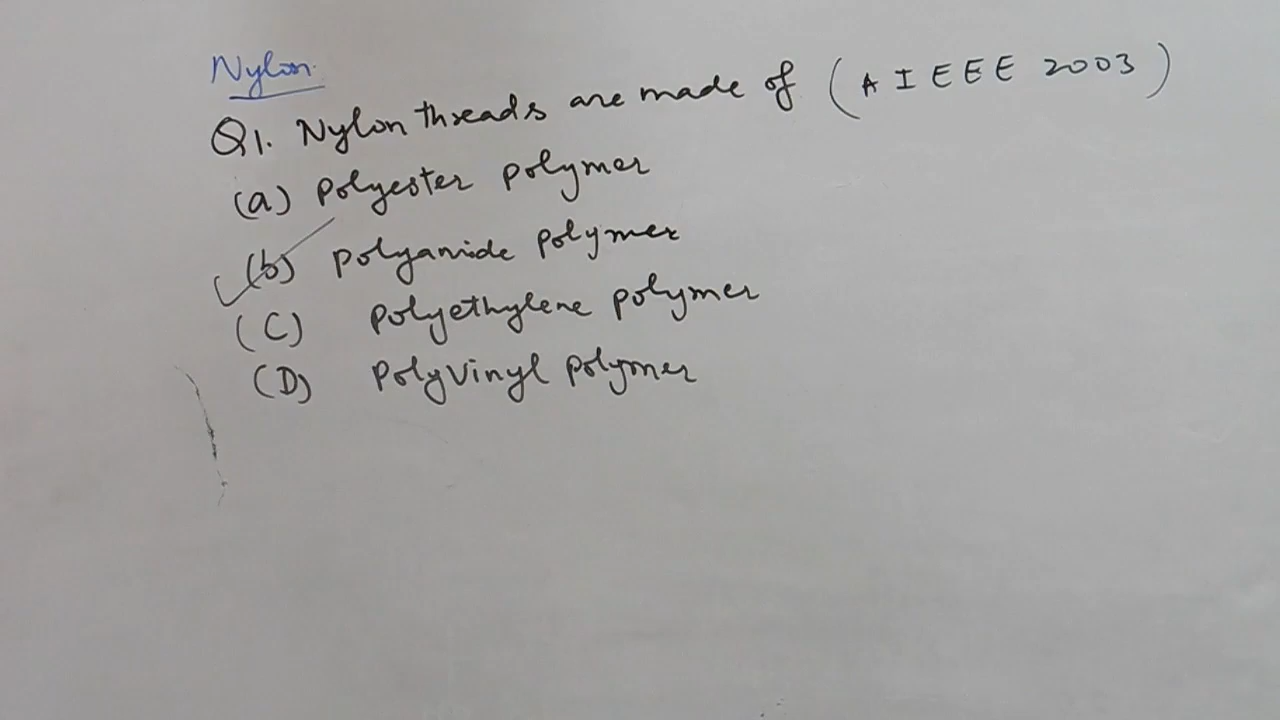 Nylon
Q1. Nylon threads are made of (AIEEE 2003)
(a) Polyester polymer
(b) polyamide polymer
(C) polyethylene polymer
(D) Polyvinyl polymer